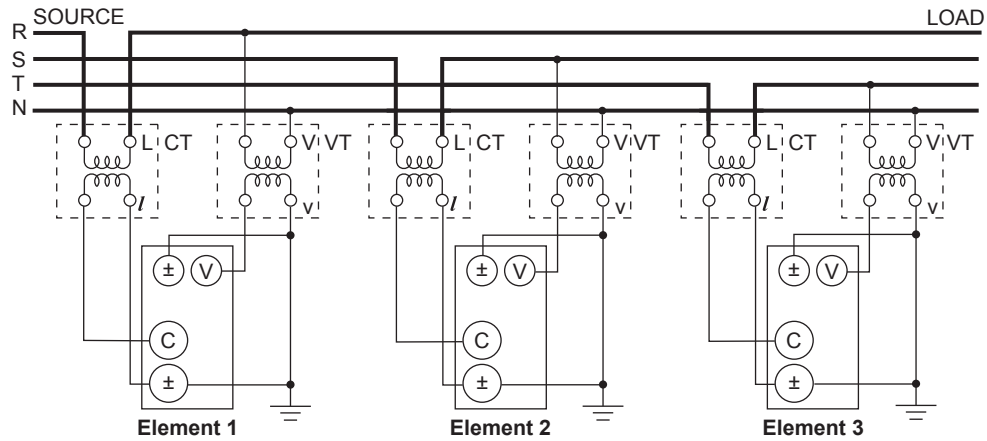 SOURCE LOAD
R
S
T
N
L CT V VT L CT V VT L CT V VT
l v l v l v
± V ± V ± V
C C C
± ± ±
Element 1 Element 2 Element 3